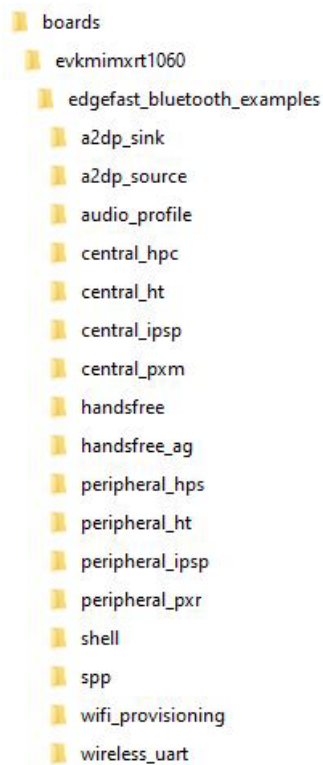 boards
evkmimxrt1060
edgefast_bluetooth_examples
a2dp_sink
a2dp_source
audio_profile
central_hpc
central_ht
central_ipsp
central_pxm
handsfree
handsfree_ag
peripheral_hps
peripheral_ht
peripheral_ipsp
peripheral_pxr
shell
spp
wifi_provisioning
wireless_uart